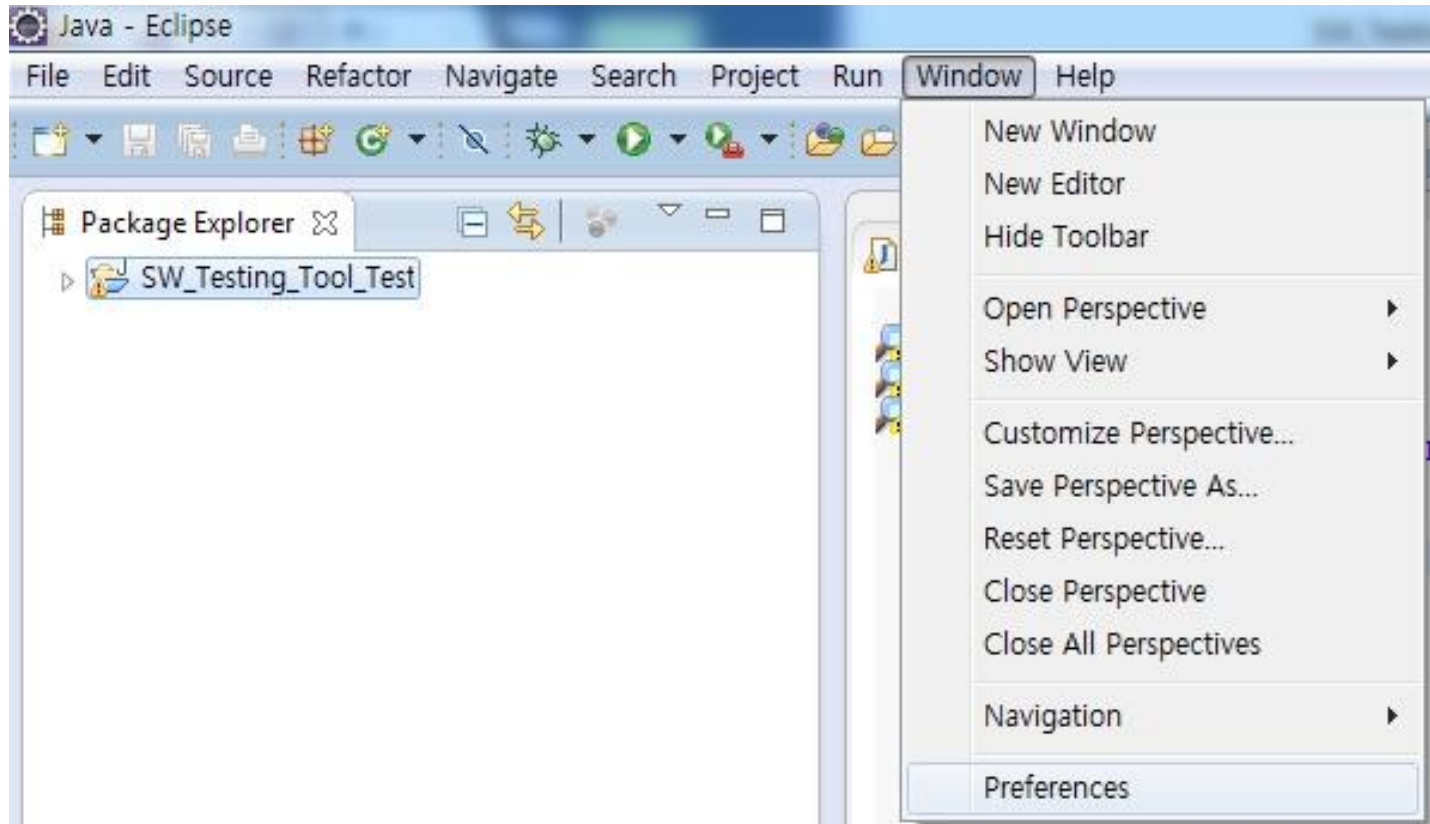 Java - Eclipse
File Edit Source Refactor Navigate Search Project Run Window Help
Package Explorer
SW_Testing_Tool_Test
New Window
New Editor
Hide Toolbar
Open Perspective
Show View
Customize Perspective...
Save Perspective As...
Reset Perspective...
Close Perspective
Close All Perspectives
Navigation
Preferences